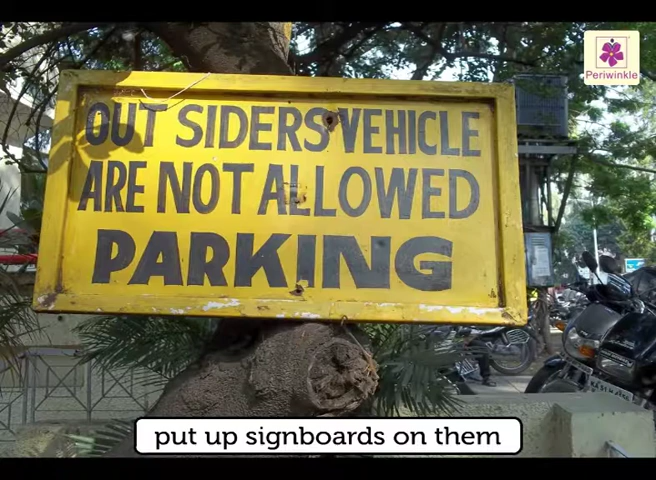 Periwinkle
OUT SIDERS VEHICLE
ARE NOT ALLOWED
PARKING
put up signboards on them